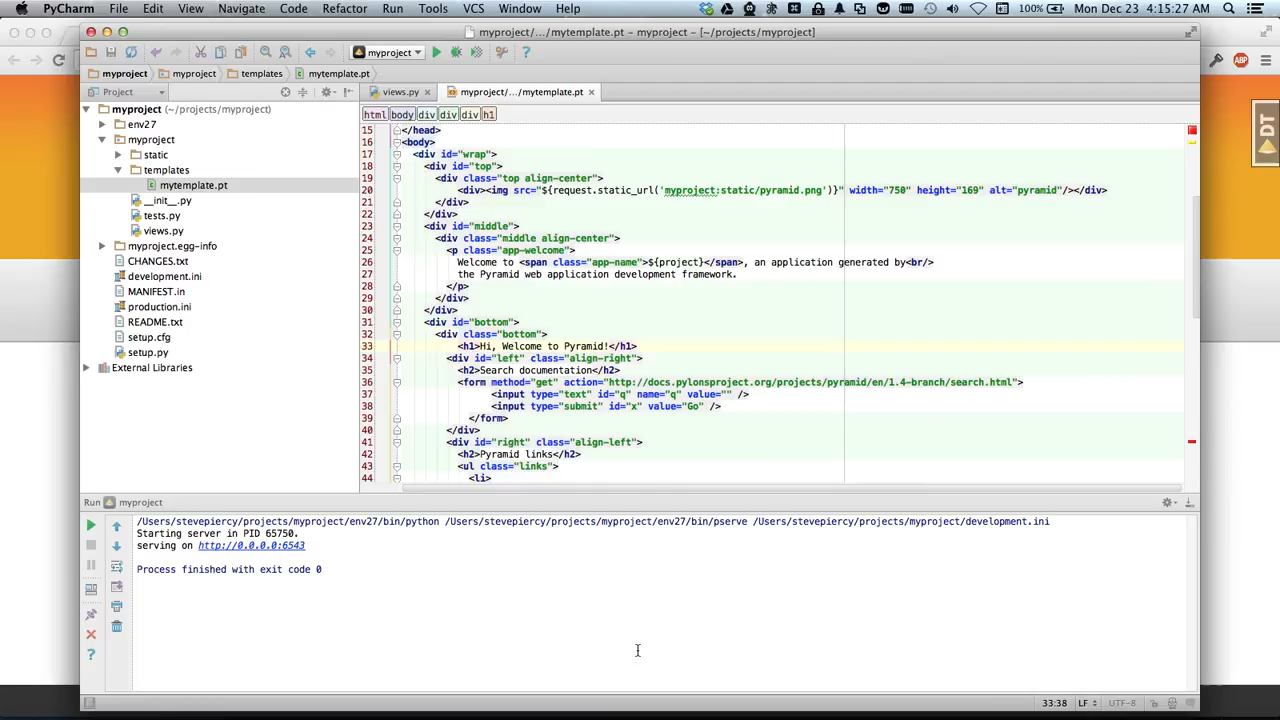 PyCharm File Edit View Navigate Code Refactor Run Tools VCS Window Help 100% Mon Dec 23 4:15:27 AM
myproject/.../mytemplate.pt – myproject – [~/projects/myproject]
myproject
myproject myproject templates mytemplate.pt
Project
views.py myproject/.../mytemplate.pt
html body div div div h1
myproject (~/projects/myproject)
env27
myproject
static
templates
mytemplate.pt
__init__.py
tests.py
views.py
myproject.egg-info
CHANGES.txt
development.ini
MANIFEST.in
production.ini
README.txt
setup.cfg
setup.py
External Libraries
15 </head>
16 <body>
17 <div id="wrap">
18 <div id="top">
19 <div class="top align-center">
20 <div><img src="${request.static_url('myproject:static/pyramid.png')}" width="750" height="169" alt="pyramid"/></div>
21 </div>
22 </div>
23 <div id="middle">
24 <div class="middle align-center">
25 <p class="app-welcome">
26 Welcome to <span class="app-name">${project}</span>, an application generated by<br/>
27 the Pyramid web application development framework.
28 </p>
29 </div>
30 </div>
31 <div id="bottom">
32 <div class="bottom">
33 <h1>Hi, Welcome to Pyramid!</h1>
34 <div id="left" class="align-right">
35 <h2>Search documentation</h2>
36 <form method="get" action="http://docs.pylonsproject.org/projects/pyramid/en/1.4-branch/search.html">
37 <input type="text" id="q" name="q" value="" />
38 <input type="submit" id="x" value="Go" />
39 </form>
40 </div>
41 <div id="right" class="align-left">
42 <h2>Pyramid links</h2>
43 <ul class="links">
44 <li>
Run myproject
/Users/stevepiercy/projects/myproject/env27/bin/python /Users/stevepiercy/projects/myproject/env27/bin/pserve /Users/stevepiercy/projects/myproject/development.ini
Starting server in PID 65750.
serving on http://0.0.0.0:6543
Process finished with exit code 0
33:38 LF UTF-8
ABP
DT